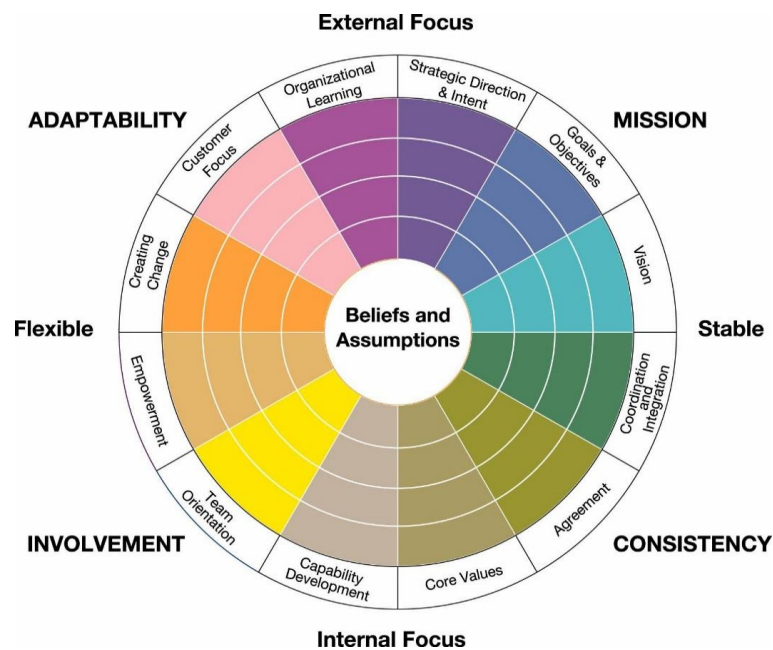 External Focus
ADAPTABILITY
MISSION
Organizational
Learning
Strategic Direction
& Intent
Customer
Focus
Goals &
Objectives
Creating
Change
Vision
Flexible
Beliefs and
Assumptions
Stable
Empowerment
Coordination
and
Integration
Team
Orientation
Agreement
Capability
Development
Core Values
INVOLVEMENT
CONSISTENCY
Internal Focus